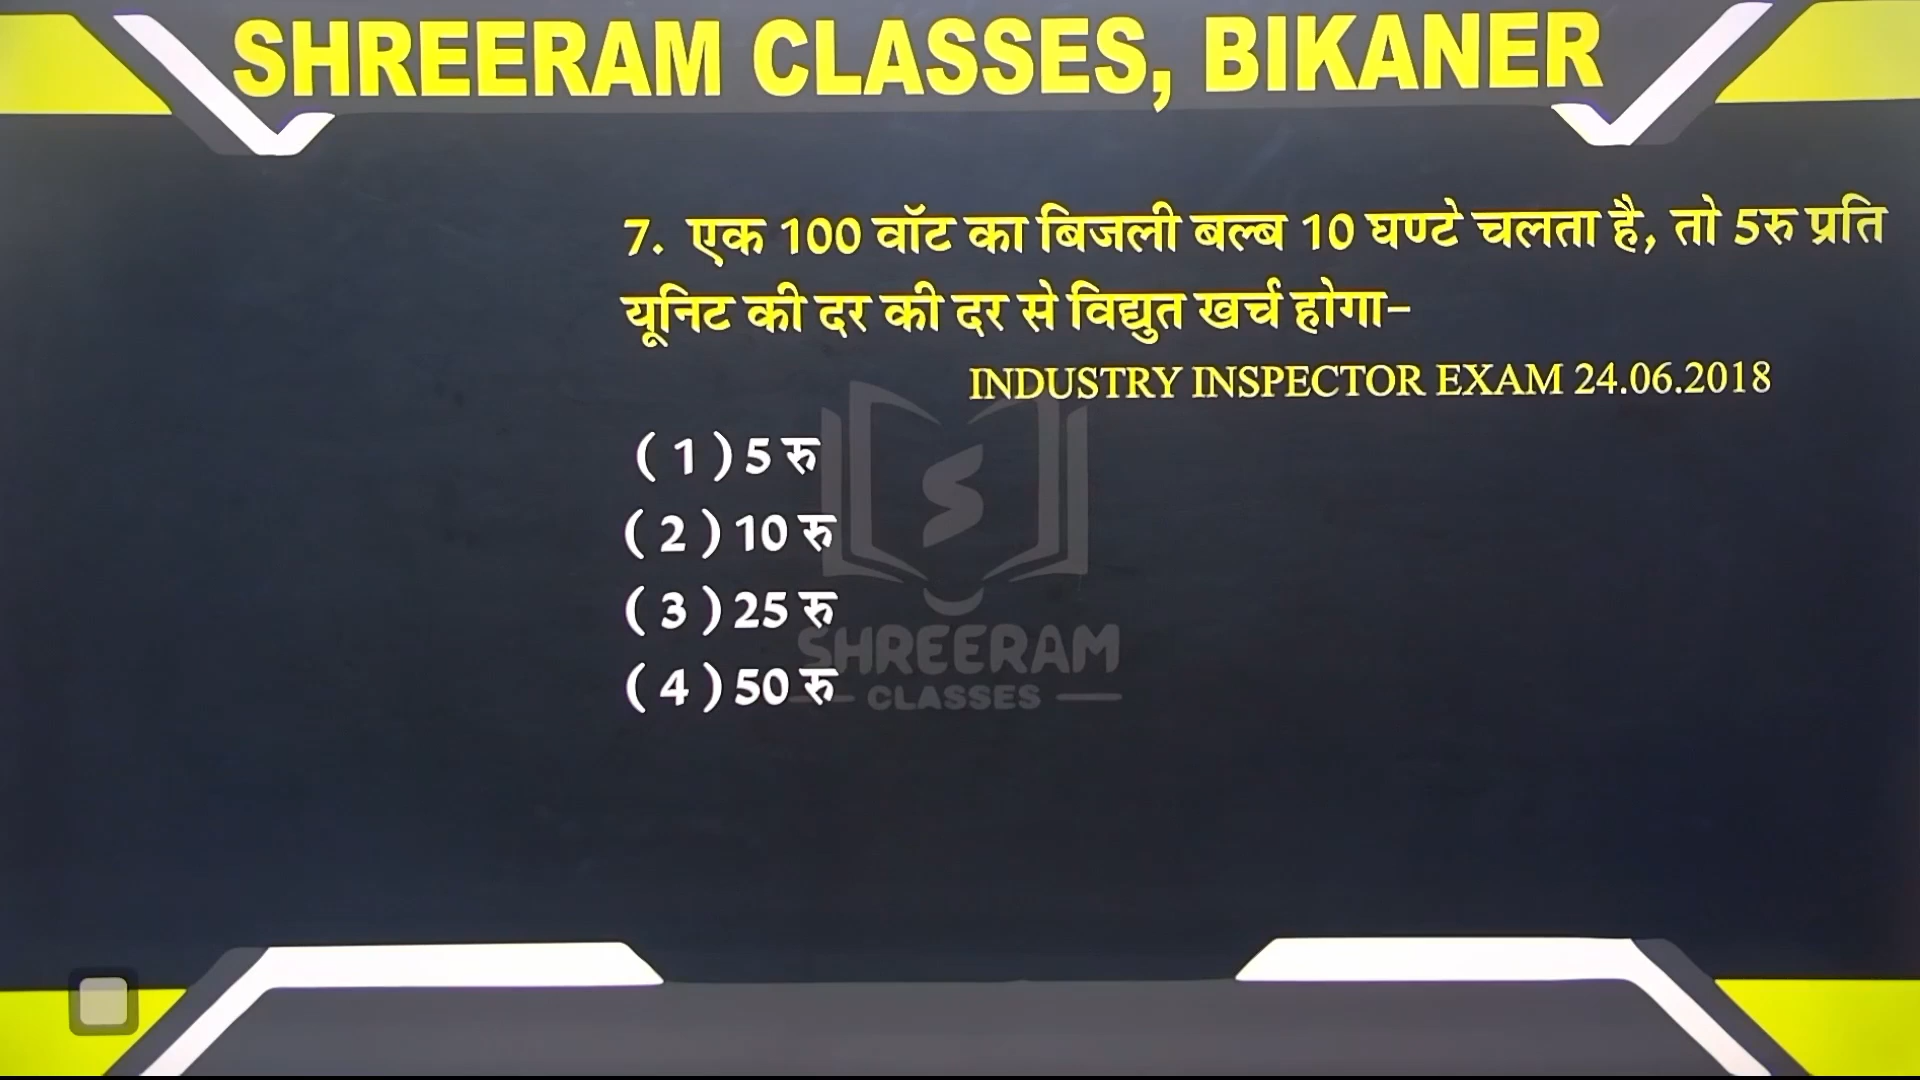 SHREERAM CLASSES, BIKANER
7. एक 100 वॉट का बिजली बल्ब 10 घण्टे चलता है, तो 5रु प्रति
यूनिट की दर की दर से विद्युत खर्च होगा-
INDUSTRY INSPECTOR EXAM 24.06.2018
( 1 ) 5 रु
( 2 ) 10 रु
( 3 ) 25 रु
( 4 ) 50 रु
SHREERAM
CLASSES